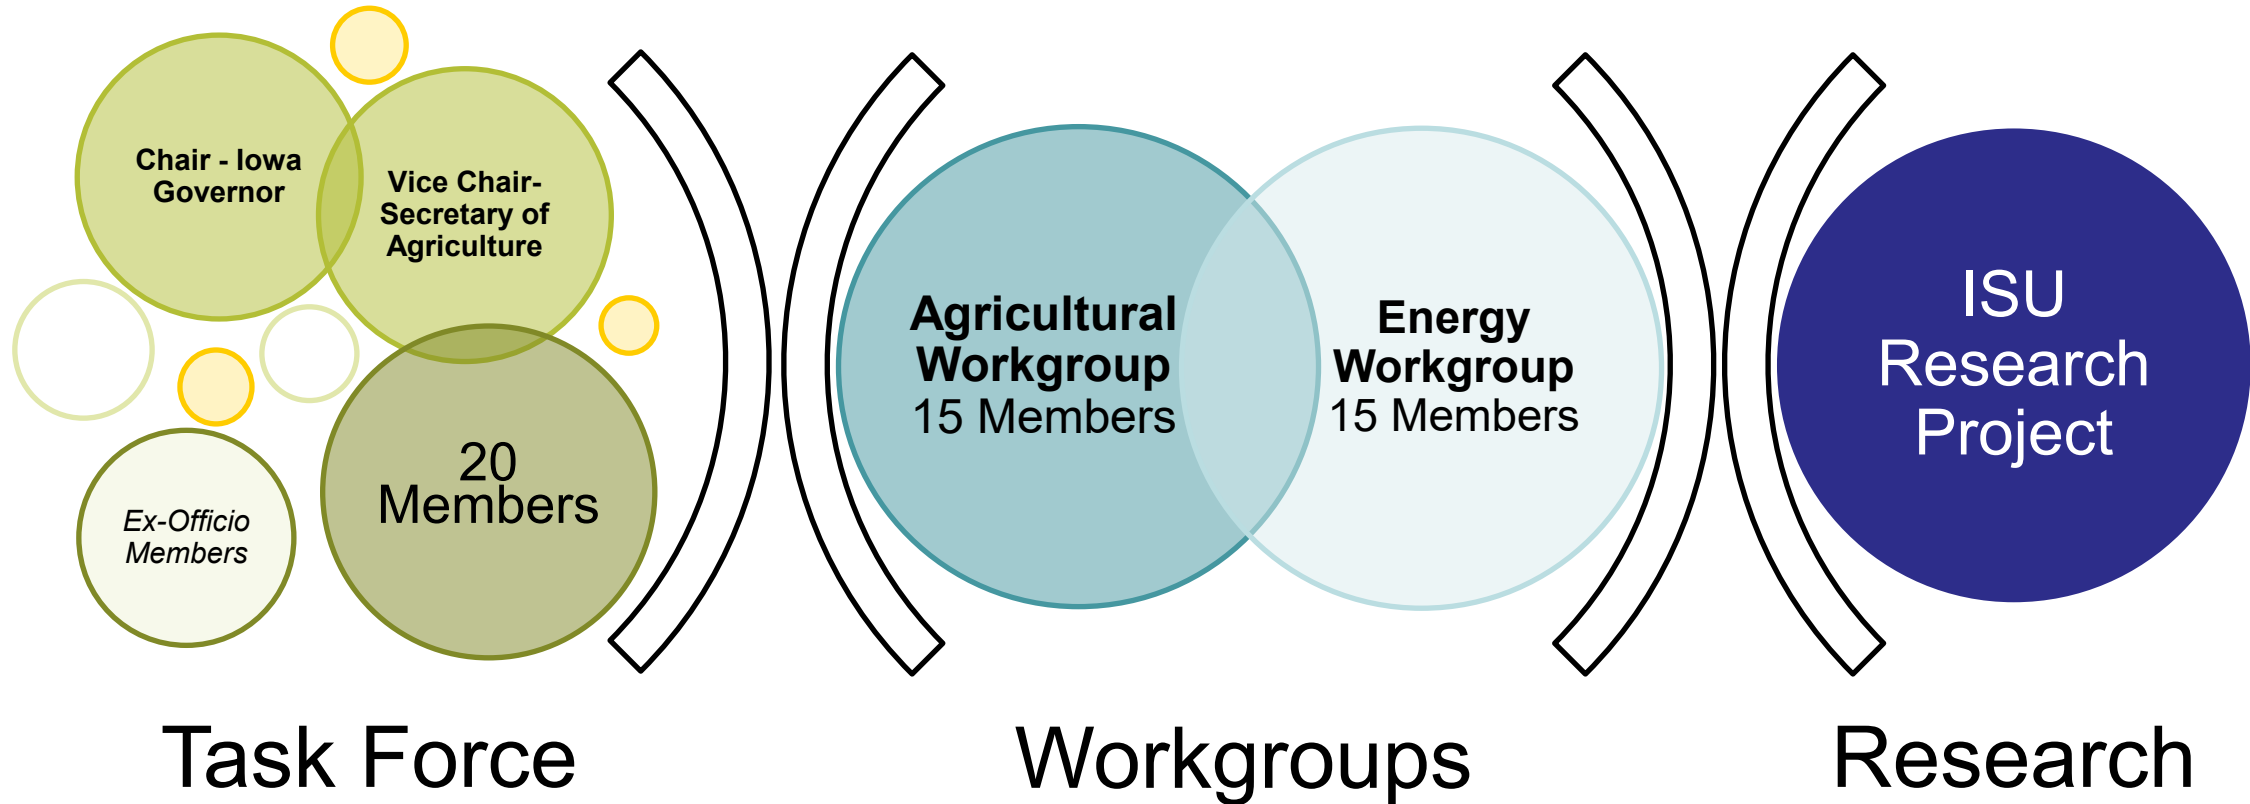 Chair - Iowa
Governor
Vice Chair-
Secretary of
Agriculture
20
Members
Ex-Officio
Members
Agricultural
Workgroup
15 Members
Energy
Workgroup
15 Members
ISU
Research
Project
Task Force
Workgroups
Research